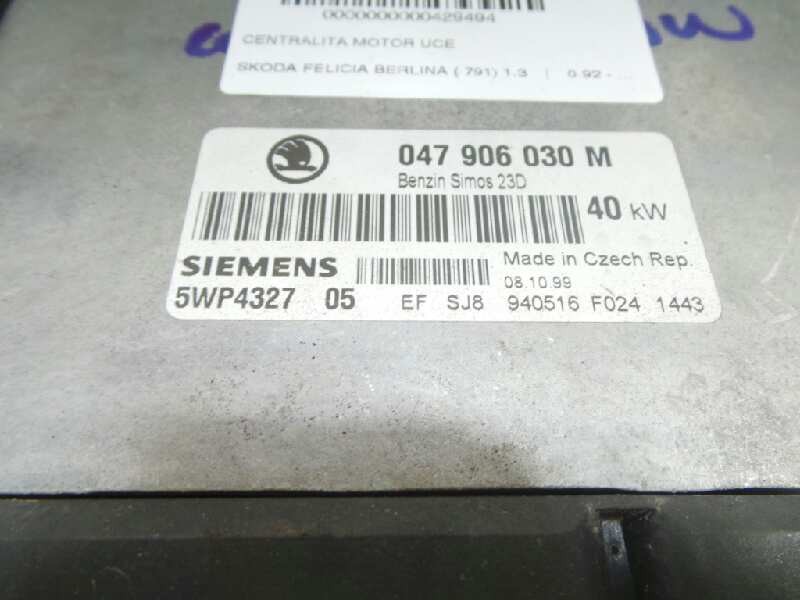 0000000000429494
CENTRALITA MOTOR UCE
SKODA FELICIA BERLINA ( 791) 1.3 | 0.92 - ...
047 906 030 M
Benzin Simos 23D
40 kW
SIEMENS
Made in Czech Rep.
08.10.99
5WP4327 05 EF SJ8 940516 F024 1443